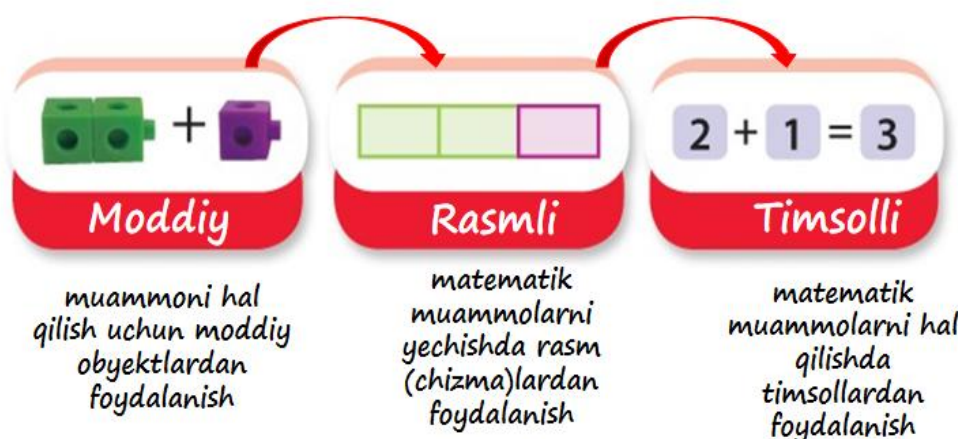 +
2 + 1 = 3
Moddiy
Rasmli
Timsolli
muammoni hal
qilish uchun moddiy
obyektlardan
foydalanish
matematik
muammolarni
yechishda rasm
(chizma)lardan
foydalanish
matematik
muammolarni hal
qilishda
timsollardan
foydalanish